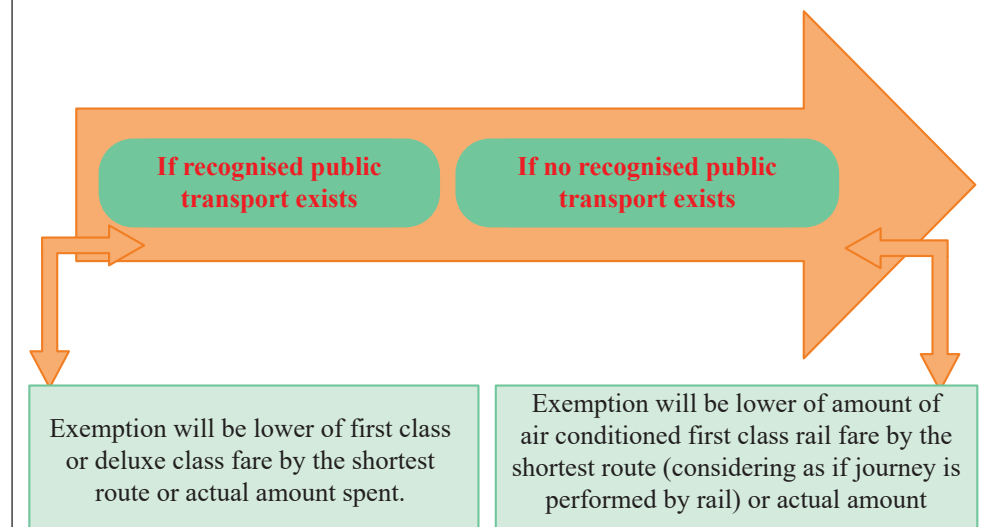 If recognised public
transport exists
If no recognised public
transport exists
Exemption will be lower of first class
or deluxe class fare by the shortest
route or actual amount spent.
Exemption will be lower of amount of
air conditioned first class rail fare by the
shortest route (considering as if journey is
performed by rail) or actual amount